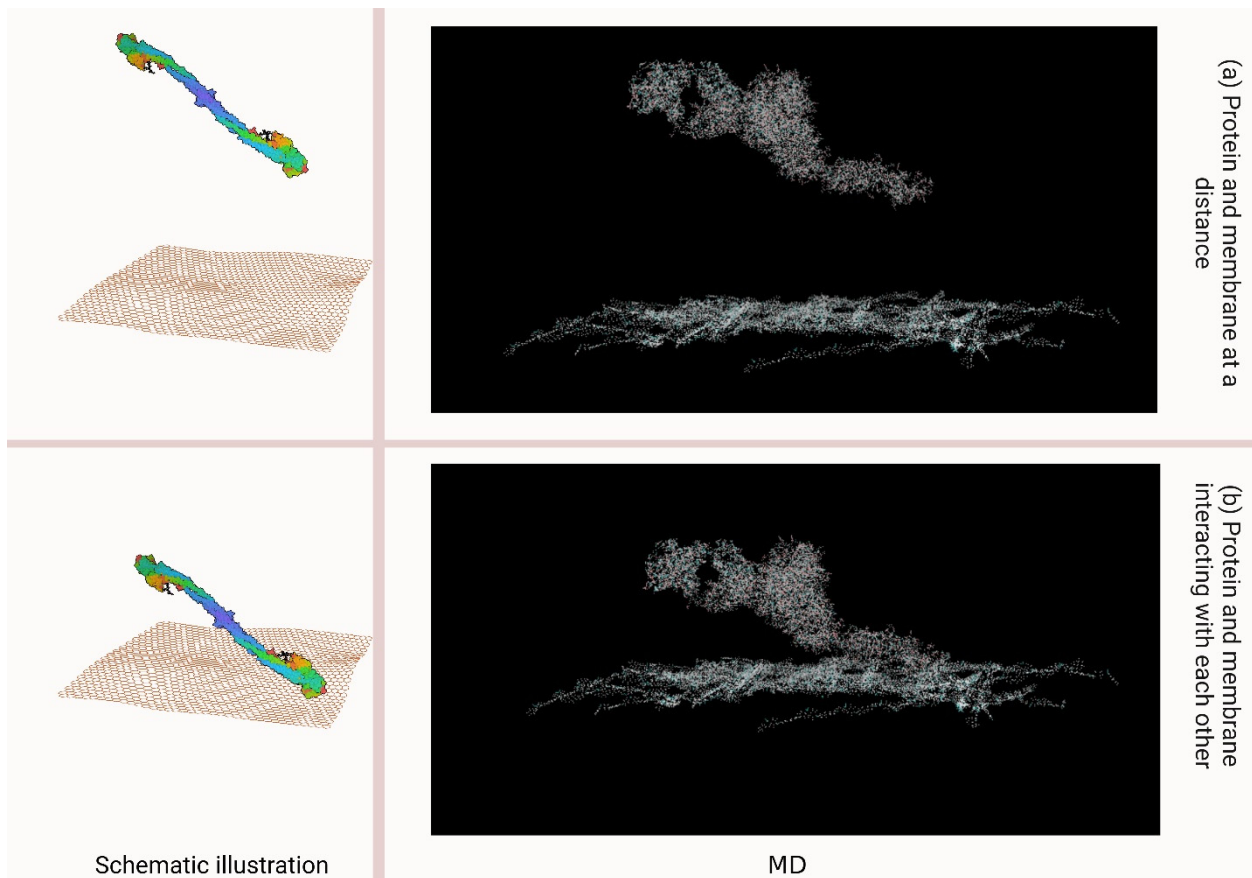 (a) Protein and membrane at a
distance
(b) Protein and membrane
interacting with each other
Schematic illustration
MD